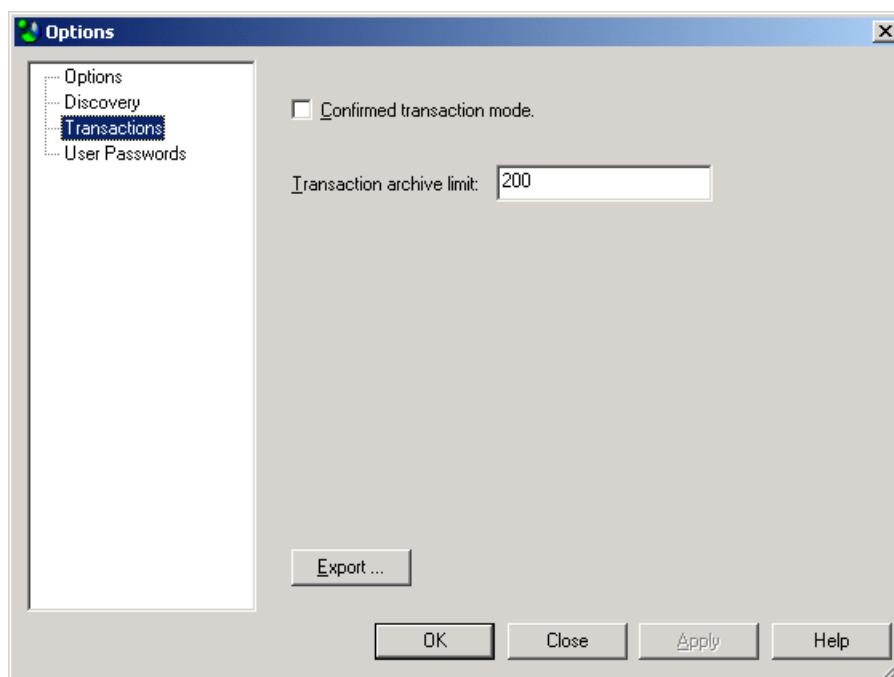 Options
Options
Discovery
Transactions
User Passwords
Confirmed transaction mode.
Transaction archive limit: 200
Export ...
OK Close Apply Help